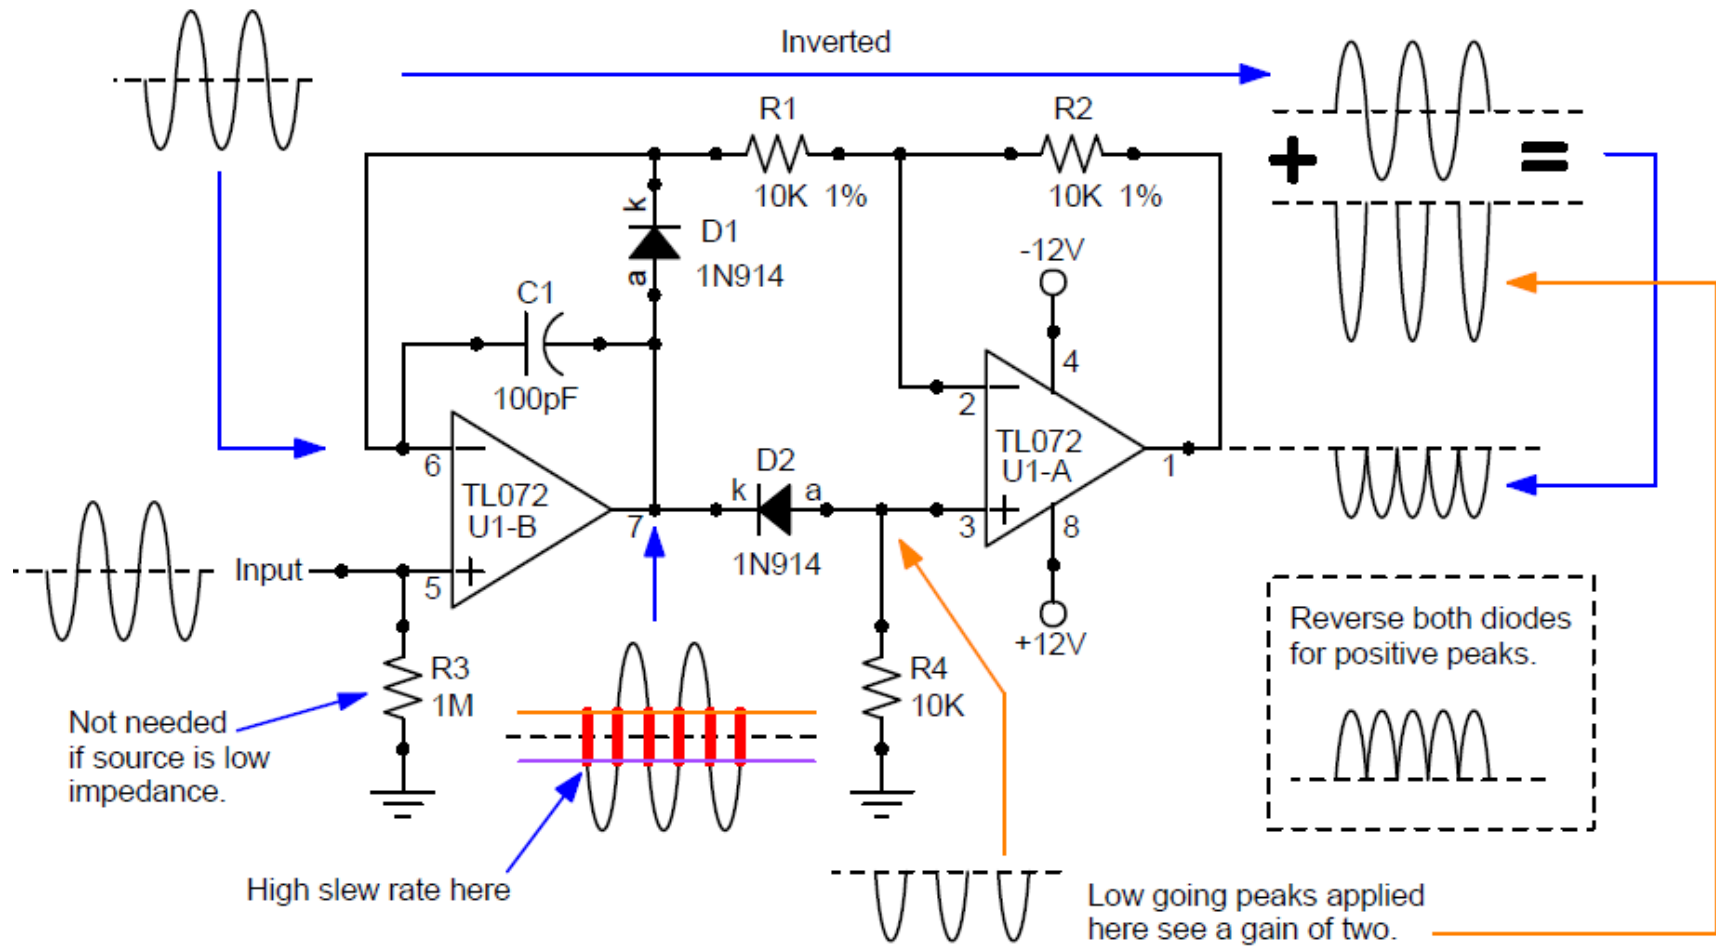 Inverted
R1
10K 1%
R2
10K 1%
k
D1
1N914
a
C1
100pF
-12V
4
2
TL072
U1-A
1
6
TL072
U1-B
7
5
Input
k
D2
a
1N914
3
8
+12V
R3
1M
R4
10K
Not needed
if source is low
impedance.
High slew rate here
Reverse both diodes
for positive peaks.
Low going peaks applied
here see a gain of two.